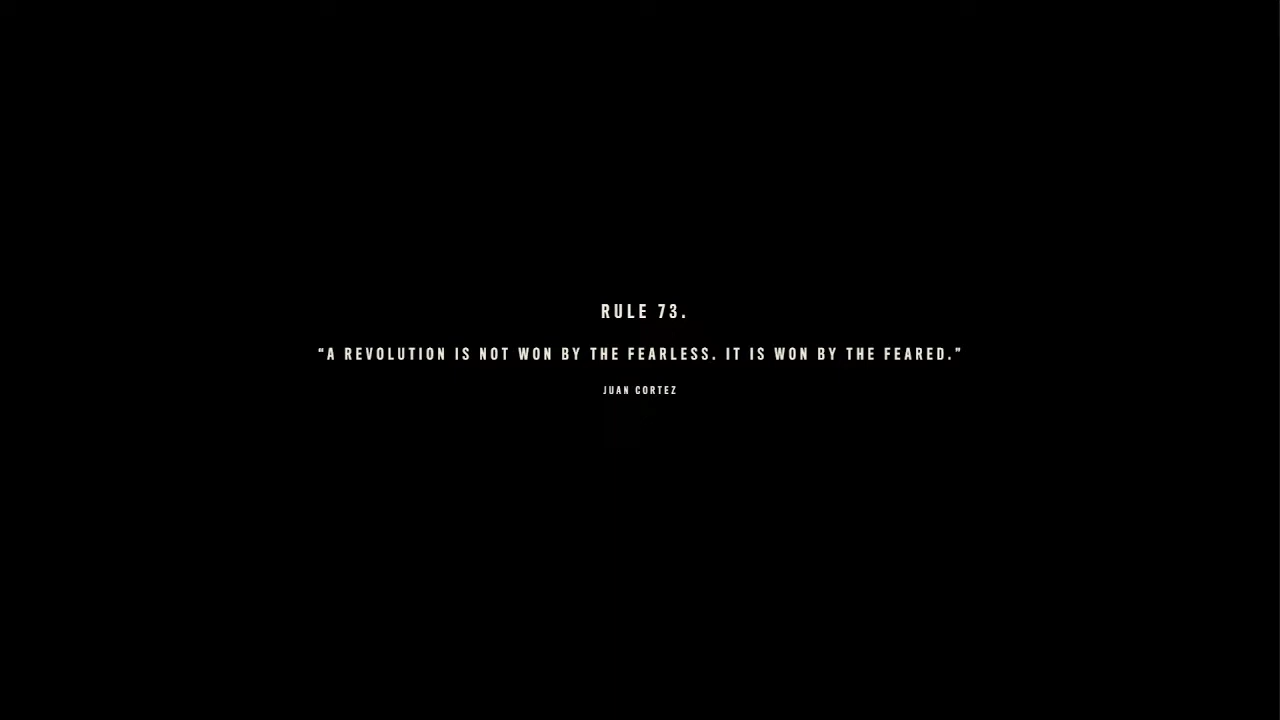 RULE 73.
“A REVOLUTION IS NOT WON BY THE FEARLESS. IT IS WON BY THE FEARED.”
JUAN CORTEZ